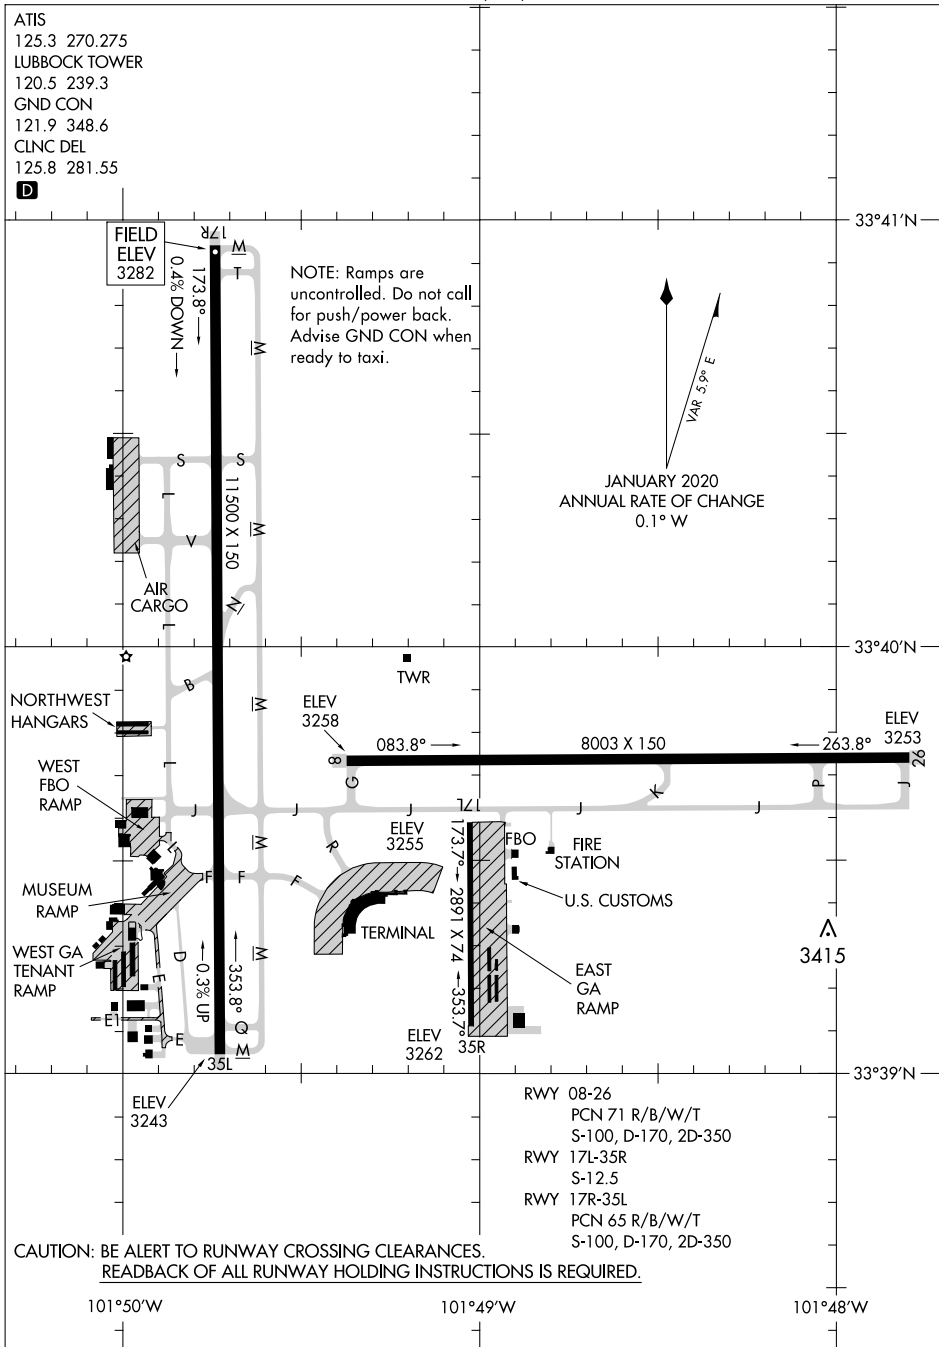 ATIS
125.3 270.275
LUBBOCK TOWER
120.5 239.3
GND CON
121.9 348.6
CLNC DEL
125.8 281.55
D
33°41'N
FIELD
ELEV
3282
17R
M
T
173.8°
0.4% DOWN
NOTE: Ramps are
uncontrolled. Do not call
for push/power back.
Advise GND CON when
ready to taxi.
M
VAR 5.9° E
JANUARY 2020
ANNUAL RATE OF CHANGE
0.1° W
S
S
L
11500 X 150
M
V
AIR
CARGO
N
L
33°40'N
TWR
B
M
NORTHWEST
HANGARS
ELEV
3258
ELEV
3253
8
083.8°
8003 X 150
263.8°
26
L
WEST
FBO
RAMP
G
K
P
J
J
J
J
J
17L
M
R
ELEV
3255
173.7°
FBO
FIRE
STATION
L
F
F
F
U.S. CUSTOMS
MUSEUM
RAMP
2891 X 74
TERMINAL
WEST GA
TENANT
RAMP
D
M
3415
E
0.3% UP
353.8°
353.7°
EAST
GA
RAMP
E1
E
Q
M
35L
ELEV
3262
35R
33°39'N
ELEV
3243
RWY 08-26
PCN 71 R/B/W/T
S-100, D-170, 2D-350
RWY 17L-35R
S-12.5
RWY 17R-35L
PCN 65 R/B/W/T
S-100, D-170, 2D-350
CAUTION: BE ALERT TO RUNWAY CROSSING CLEARANCES.
READBACK OF ALL RUNWAY HOLDING INSTRUCTIONS IS REQUIRED.
101°50'W
101°49'W
101°48'W